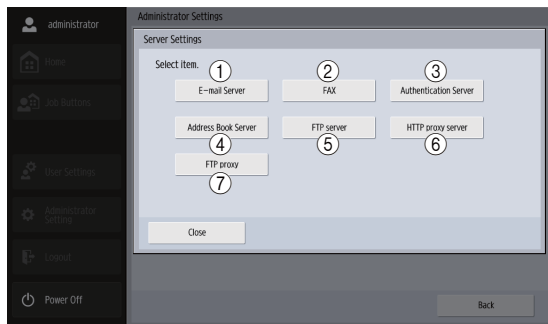 administrator
Administrator Settings
Server Settings
Home
Select item.
1 2 3
E-mail Server FAX Authentication Server
Job Buttons
Address Book Server FTP server HTTP proxy server
4 5 6
FTP proxy
7
User Settings
Administrator
Setting
Close
Logout
Power Off
Back